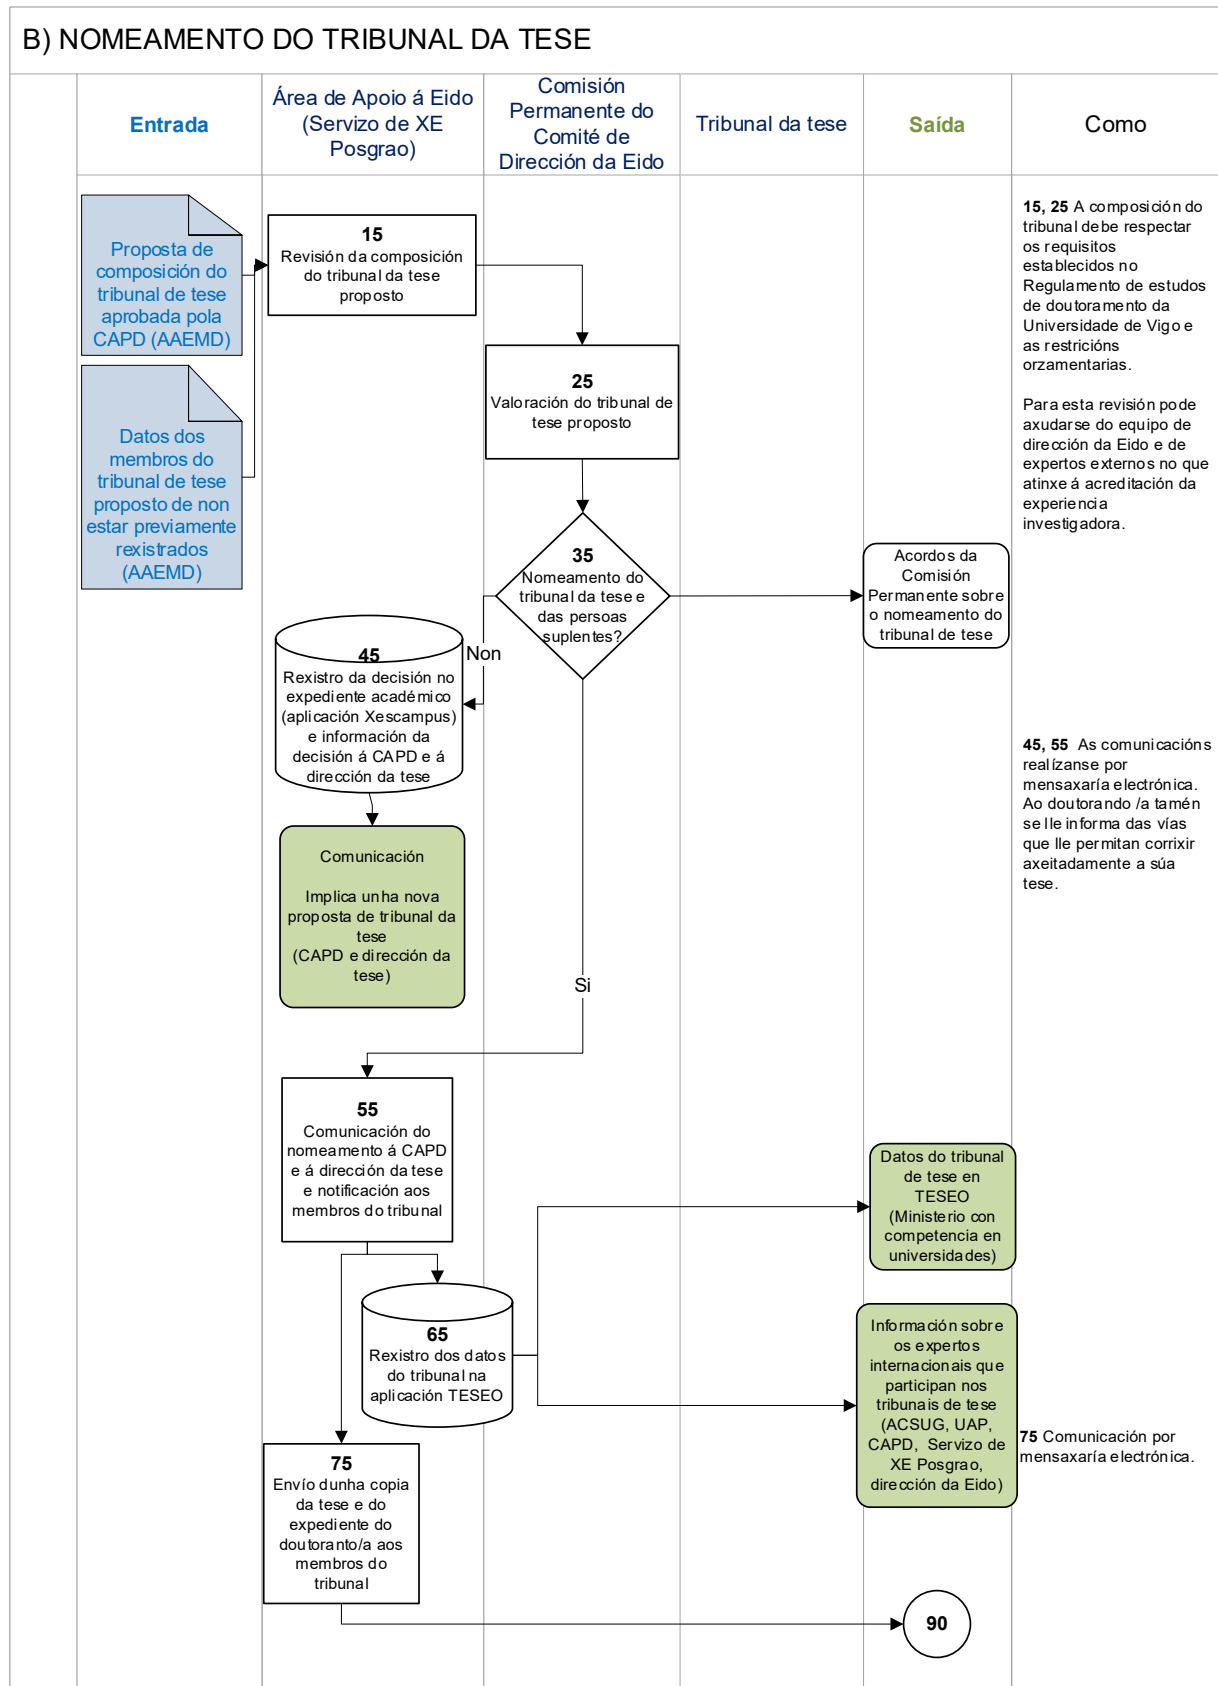 B) NOMEAMENTO DO TRIBUNAL DA TESE
Entrada
Área de Apoio á Eido
(Servizo de XE
Posgrao)
Comisión
Permanente do
Comité de
Dirección da Eido
Tribunal da tese
Saída
Como
Proposta de
composición do
tribunal de tese
aprobada pola
CAPD (AAEMD)
15
Revisión da composición
do tribunal da tese
proposto
15, 25 A composición do
tribunal debe respectar
os requisitos
establecidos no
Regulamento de estudos
de doutoramento da
Universidade de Vigo e
as restricións
orzamentarias.
Para esta revisión pode
axudarse do equipo de
dirección da Eido e de
expertos externos no que
atinxe á acreditación da
experiencia
investigadora.
25
Valoración do tribunal de
tese proposto
Datos dos
membros do
tribunal de tese
proposto de non
estar previamente
rexistrados
(AAEMD)
35
Nomeamento do
tribunal da tese e
das persoas
suplentes?
Acordos da
Comisión
Permanente sobre
o nomeamento do
tribunal de tese
Non
45
Rexistro da decisión no
expediente académico
(aplicación Xescampus)
e información da
decisión á CAPD e á
dirección da tese
45, 55 As comunicacións
realízanse por
mensaxaría electrónica.
Ao doutorando /a tamén
se lle informa das vías
que lle permitan corrixir
axeitadamente a súa
tese.
Comunicación
Implica unha nova
proposta de tribunal da
tese
(CAPD e dirección da
tese)
Si
55
Comunicación do
nomeamento á CAPD
e á dirección da tese
e notificación aos
membros do tribunal
Datos do tribunal
de tese en
TESEO
(Ministerio con
competencia en
universidades)
65
Rexistro dos datos
do tribunal na
aplicación TESEO
Información sobre
os expertos
internacionais que
participan nos
tribunais de tese
(ACSUG, UAP,
CAPD, Servizo de
XE Posgrao,
dirección da Eido)
75 Comunicación por
mensaxaría electrónica.
75
Envío dunha copia
da tese e do
expediente do
doutoranto/a aos
membros do
tribunal
90